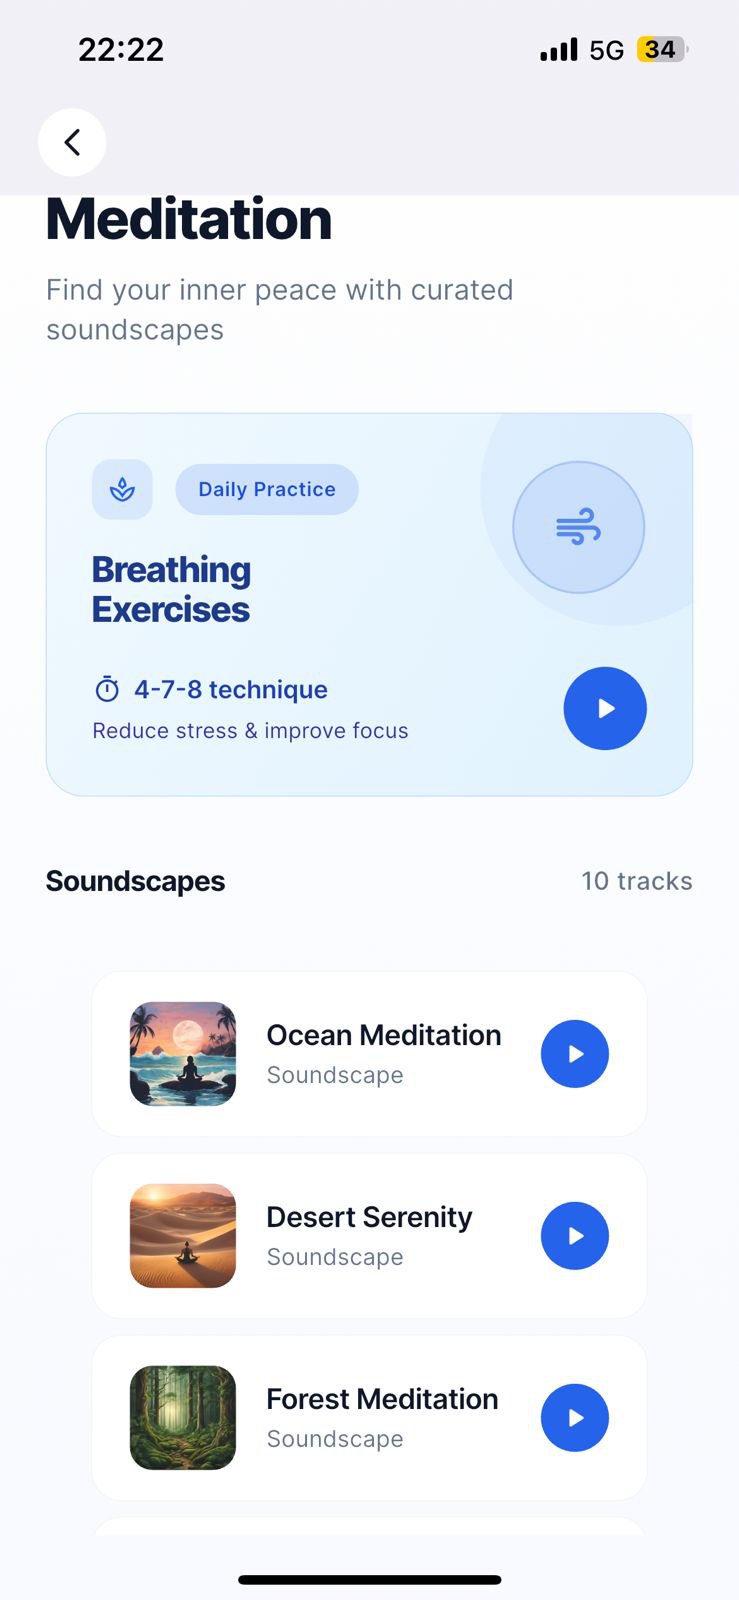 22:22
5G 34
Meditation
Find your inner peace with curated
soundscapes
Daily Practice
Breathing
Exercises
4-7-8 technique
Reduce stress & improve focus
Soundscapes
10 tracks
Ocean Meditation
Soundscape
Desert Serenity
Soundscape
Forest Meditation
Soundscape